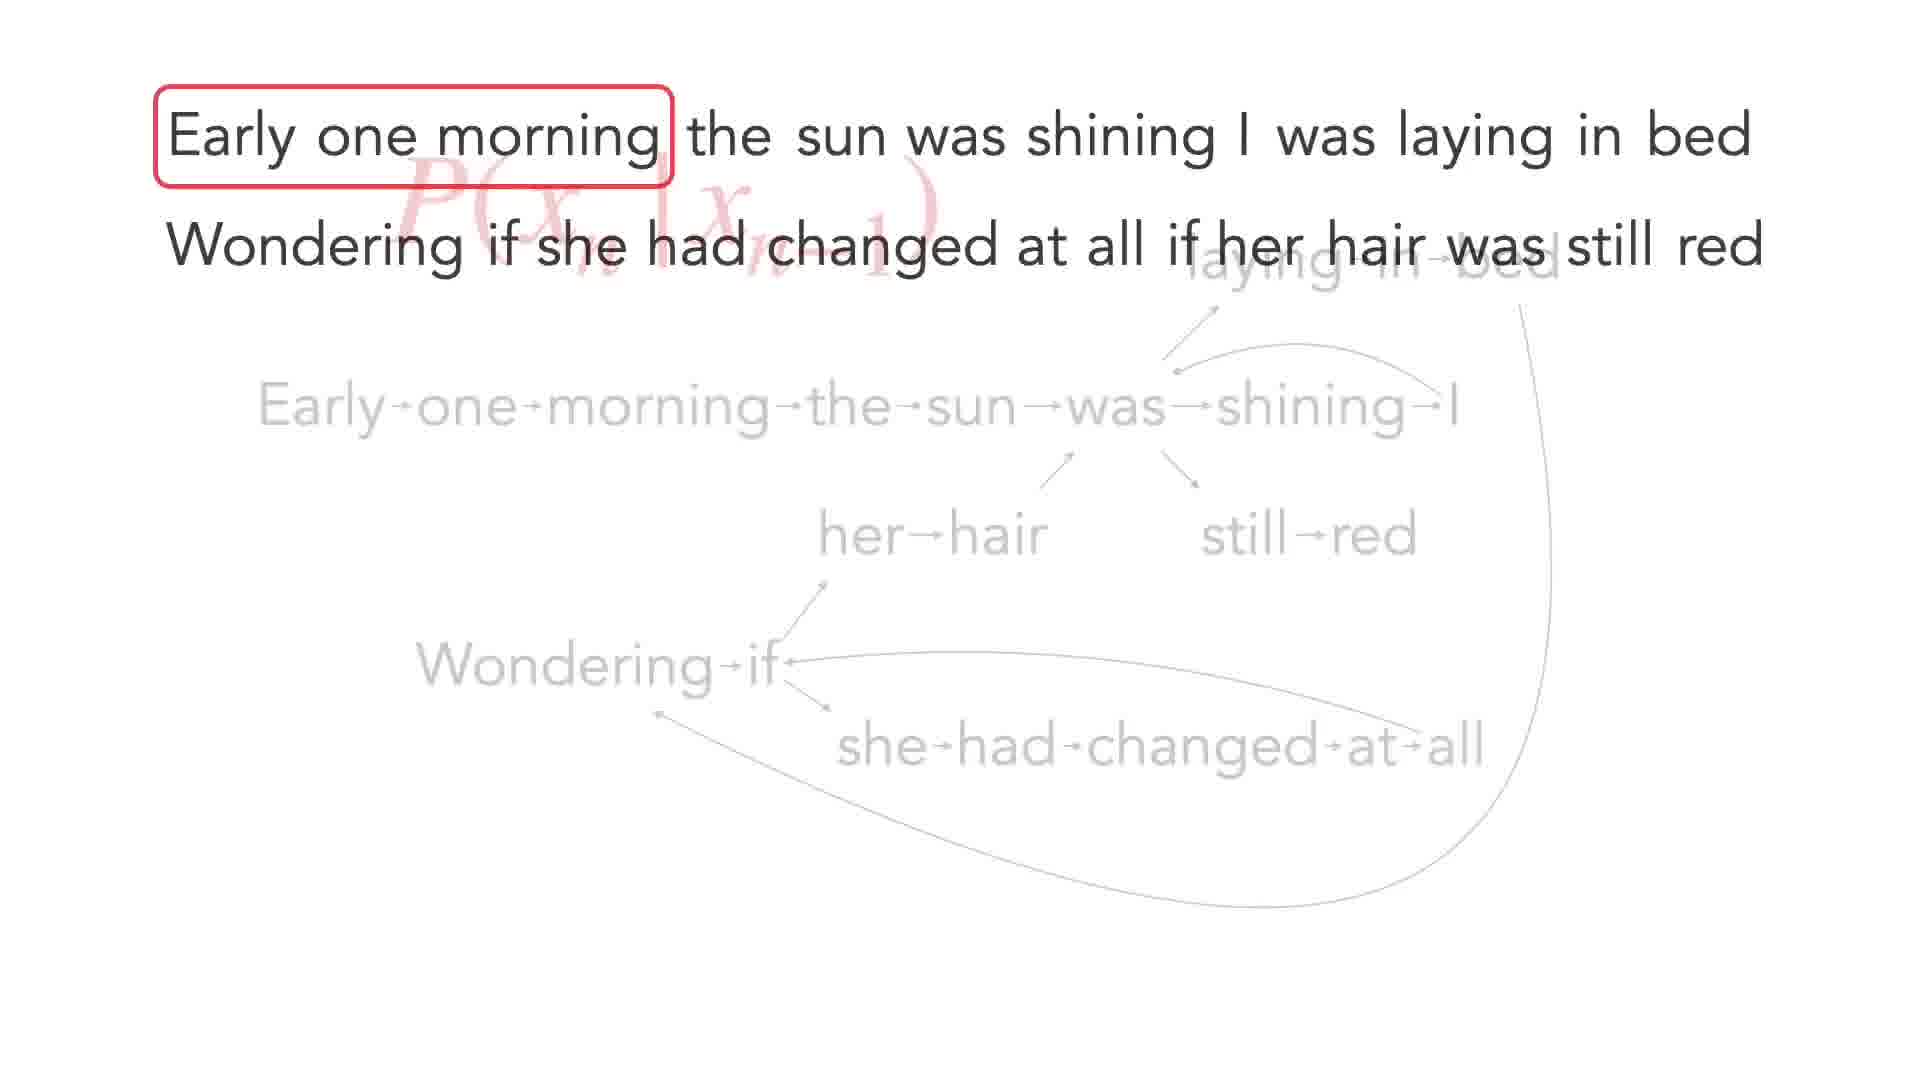 Early one morning the sun was shining I was laying in bed
P(xₙ | xₙ₋₁)
Wondering if she had changed at all if her hair was still red
laying→in→bed
Early→one→morning→the→sun→was→shining→I
her→hair
still→red
Wondering→if
she→had→changed→at→all